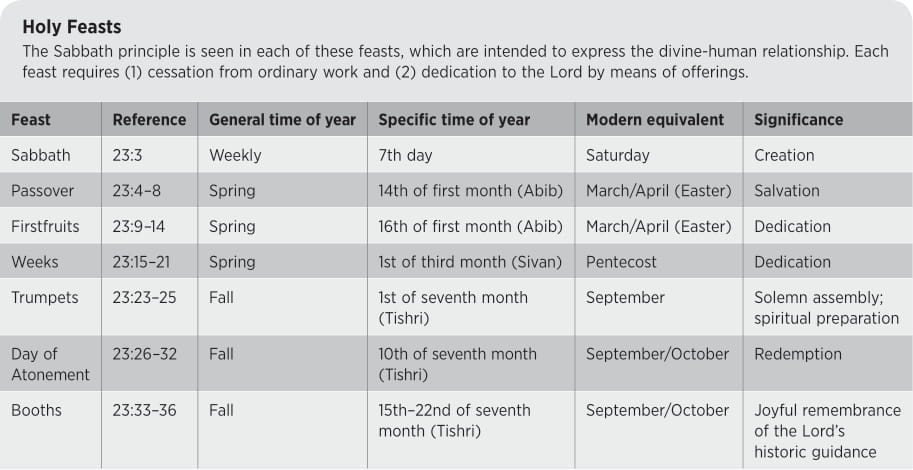 Holy Feasts
The Sabbath principle is seen in each of these feasts, which are intended to express the divine-human relationship. Each
feast requires (1) cessation from ordinary work and (2) dedication to the Lord by means of offerings.
Feast Reference General time of year Specific time of year Modern equivalent Significance
Sabbath 23:3 Weekly 7th day Saturday Creation
Passover 23:4–8 Spring 14th of first month (Abib) March/April (Easter) Salvation
Firstfruits 23:9–14 Spring 16th of first month (Abib) March/April (Easter) Dedication
Weeks 23:15–21 Spring 1st of third month (Sivan) Pentecost Dedication
Trumpets 23:23–25 Fall 1st of seventh month September Solemn assembly;
(Tishri) spiritual preparation
Day of 23:26–32 Fall 10th of seventh month September/October Redemption
Atonement (Tishri)
Booths 23:33–36 Fall 15th–22nd of seventh September/October Joyful remembrance
month (Tishri) of the Lord’s
historic guidance